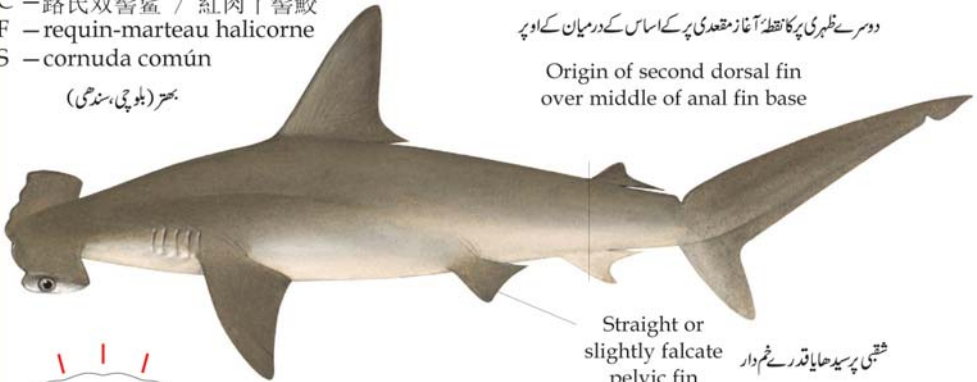 C – 路氏双髻鲨 / 紅肉丫髻鮫
F – requin-marteau halicorne
S – cornuda común
بھتر (بلوچی، سندھی)
دوسرے ظہری پر کا نقطۂ آغاز مقعدی پر کے اساس کے درمیان کے اوپر
Origin of second dorsal fin
over middle of anal fin base
Straight or
slightly falcate
pelvic fin
شقبی پر سیدھا یا قدرے خم دار